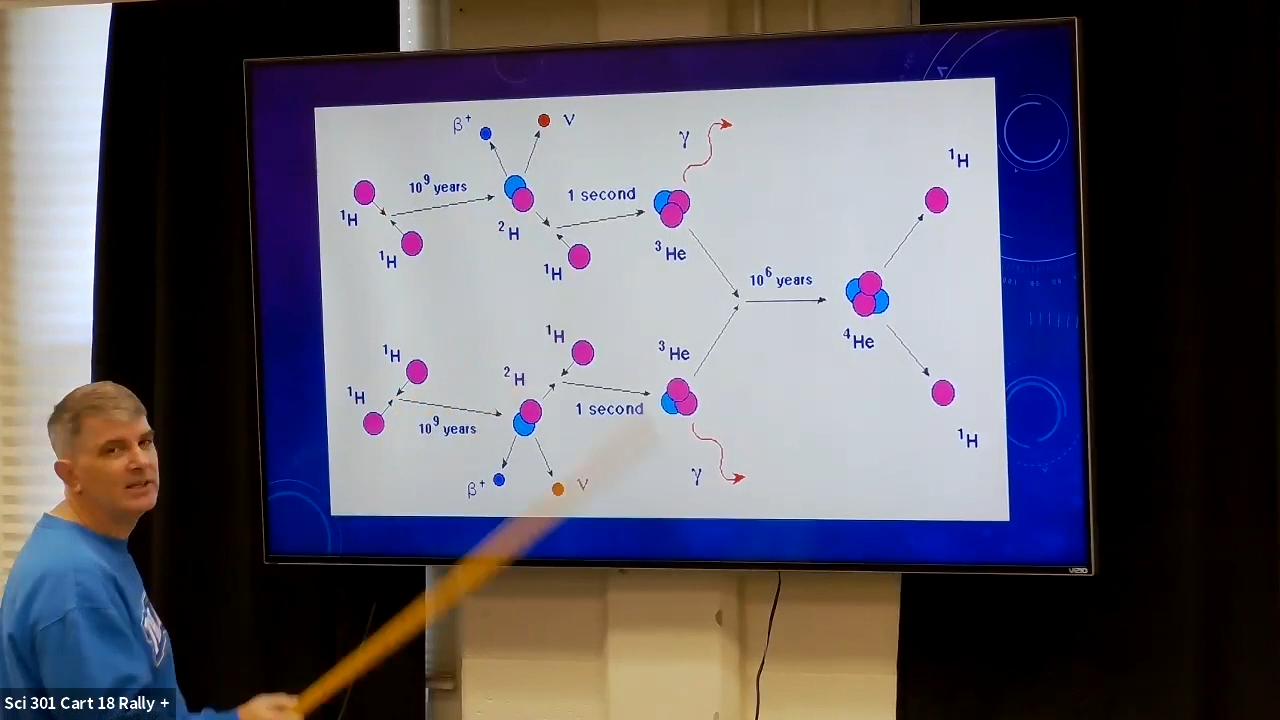 β⁺ ν
γ
¹H
10⁹ years
1 second
¹H
²H
¹H
¹H
³He
10⁶ years
⁴He
¹H
³He
²H
¹H
¹H
10⁹ years
1 second
¹H
β⁺ ν
γ
VIZIO
Sci 301 Cart 18 Rally +